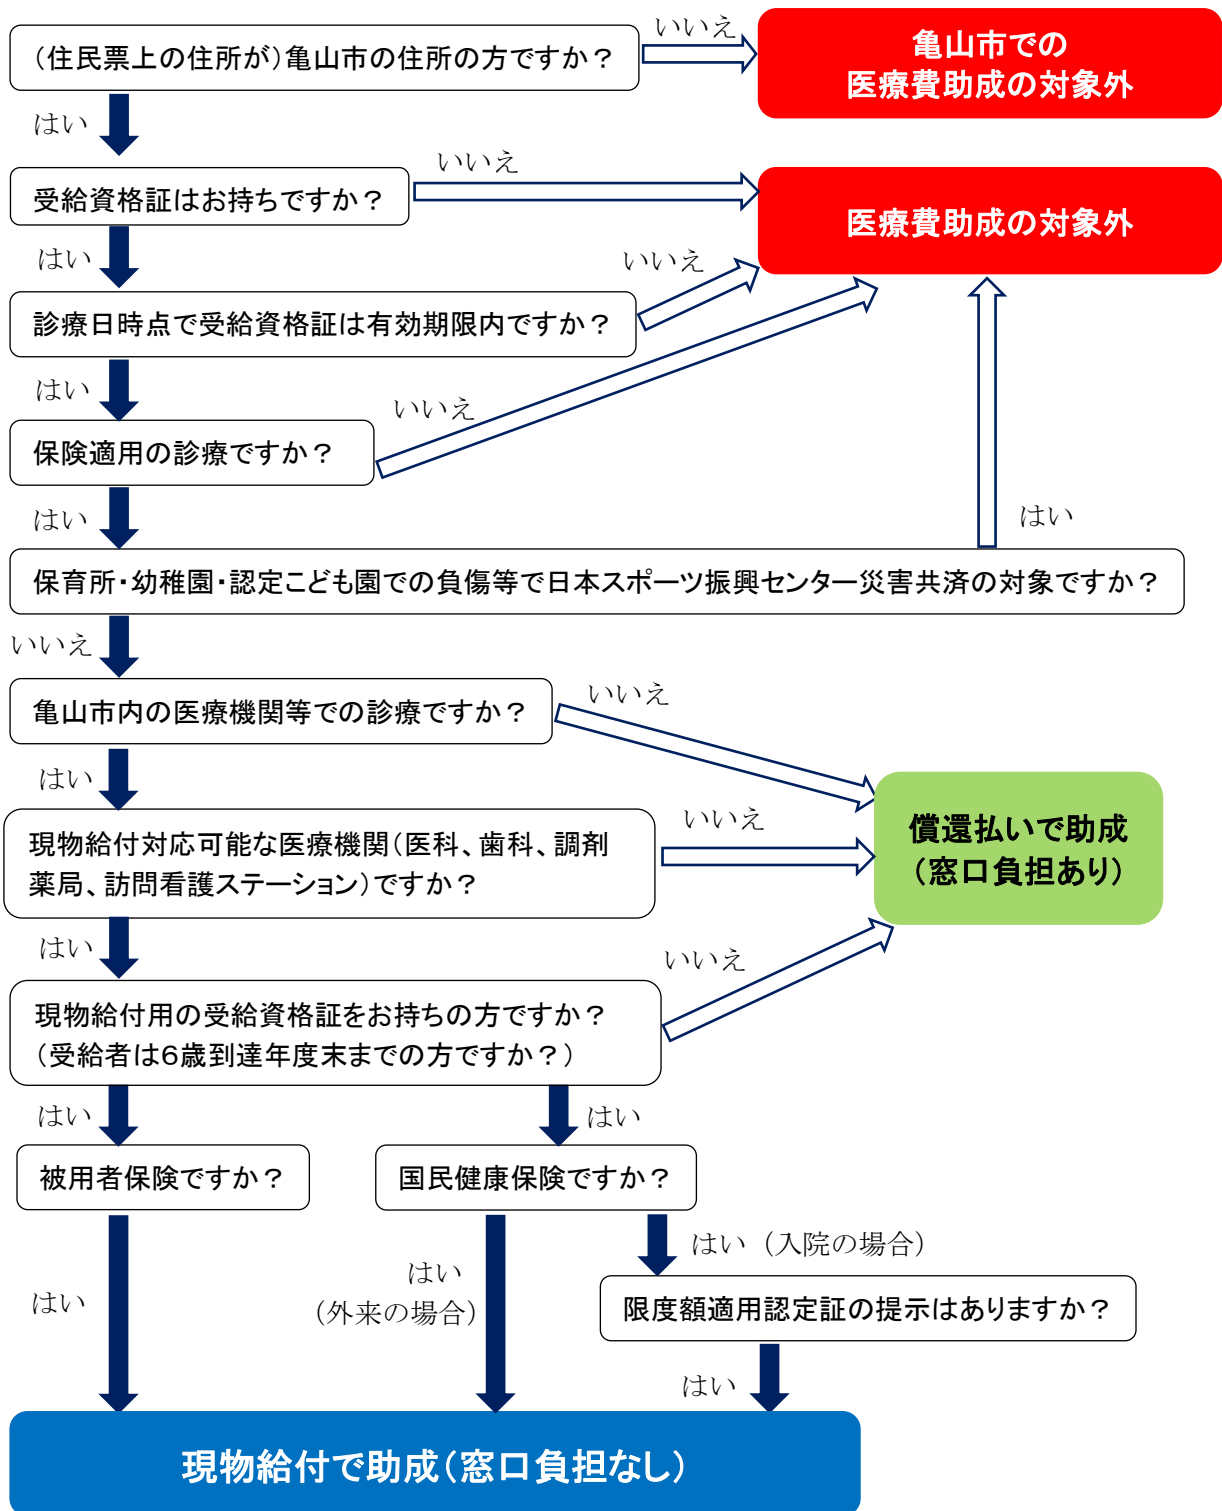 (住民票上の住所が)亀山市の住所の方ですか？
いいえ
亀山市での
医療費助成の対象外
はい
受給資格証はお持ちですか？
いいえ
医療費助成の対象外
はい
いいえ
診療日時点で受給資格証は有効期限内ですか？
はい
いいえ
保険適用の診療ですか？
はい
はい
保育所・幼稚園・認定こども園での負傷等で日本スポーツ振興センター災害共済の対象ですか？
いいえ
亀山市内の医療機関等での診療ですか？
いいえ
はい
現物給付対応可能な医療機関(医科、歯科、調剤
薬局、訪問看護ステーション)ですか？
いいえ
償還払いで助成
(窓口負担あり)
はい
いいえ
現物給付用の受給資格証をお持ちの方ですか？
(受給者は6歳到達年度末までの方ですか？)
はい
はい
被用者保険ですか？
国民健康保険ですか？
はい（入院の場合）
はい
はい
（外来の場合）
限度額適用認定証の提示はありますか？
はい
現物給付で助成(窓口負担なし)